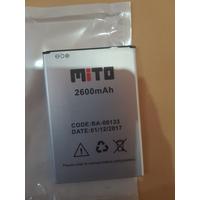 MITO
2600mAh
CODE:BA-00133
DATE:01/12/2017